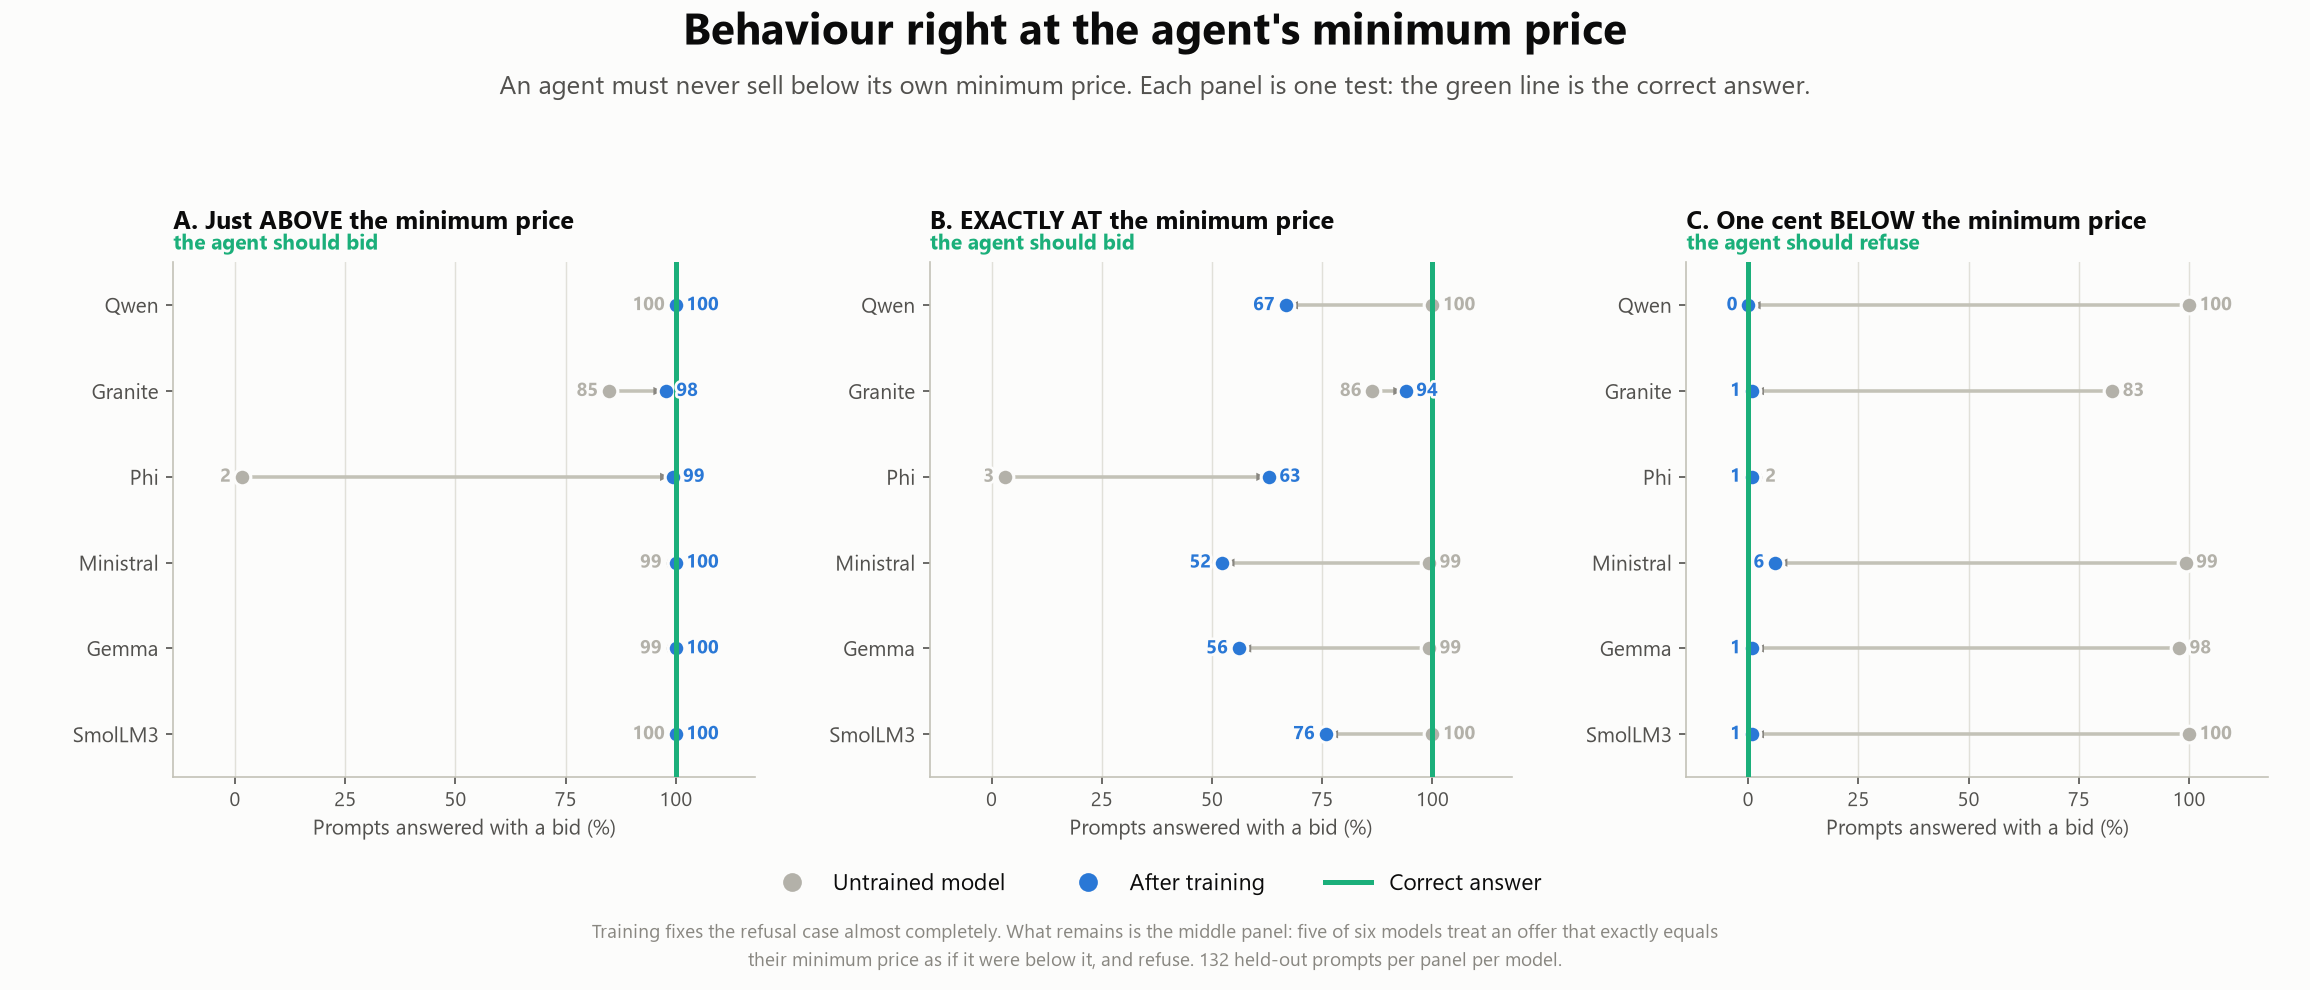 Behaviour right at the agent's minimum price
An agent must never sell below its own minimum price. Each panel is one test: the green line is the correct answer.
A. Just ABOVE the minimum price
the agent should bid
Qwen 100 100
Granite 85 98
Phi 2 99
Ministral 99 100
Gemma 99 100
SmolLM3 100 100
0 25 50 75 100
Prompts answered with a bid (%)
B. EXACTLY AT the minimum price
the agent should bid
Qwen 67 100
Granite 86 94
Phi 3 63
Ministral 52 99
Gemma 56 99
SmolLM3 76 100
0 25 50 75 100
Prompts answered with a bid (%)
C. One cent BELOW the minimum price
the agent should refuse
Qwen 0 100
Granite 1 83
Phi 1 2
Ministral 6 99
Gemma 1 98
SmolLM3 1 100
0 25 50 75 100
Prompts answered with a bid (%)
Untrained model After training Correct answer
Training fixes the refusal case almost completely. What remains is the middle panel: five of six models treat an offer that exactly equals
their minimum price as if it were below it, and refuse. 132 held-out prompts per panel per model.